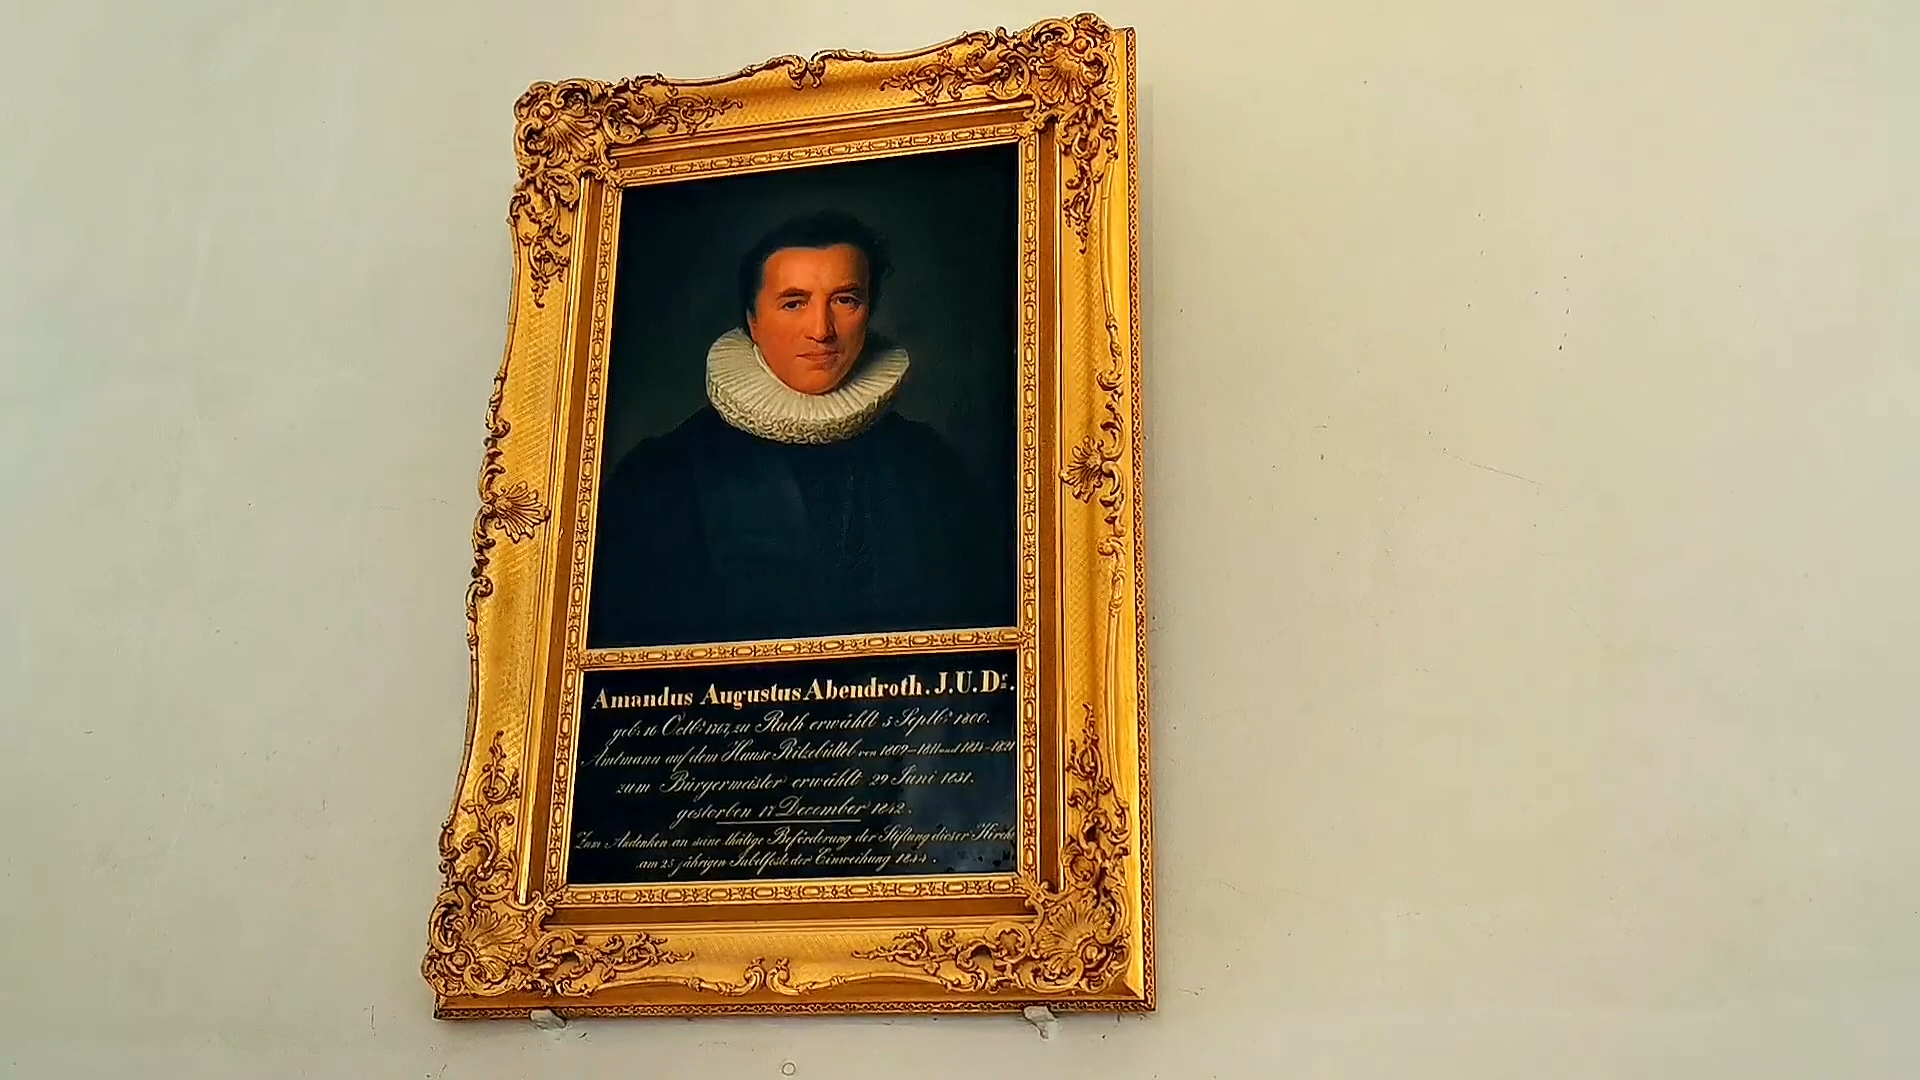 Amandus Augustus Abendroth. J.U.Dr.
geb. 16 Octb. 1767, zu Rath erwählt 5 Septb. 1800.
Amtmann auf dem Hause Ritzebüttel von 1809-1811 und 1814-1821
zum Bürgermeister erwählt 29 Juni 1831.
gestorben 17 December 1842.
Zum Andenken an seine thätige Beförderung der Stiftung dieser Kirche
am 25 jährigen Jubelfeste der Einweihung 1844.